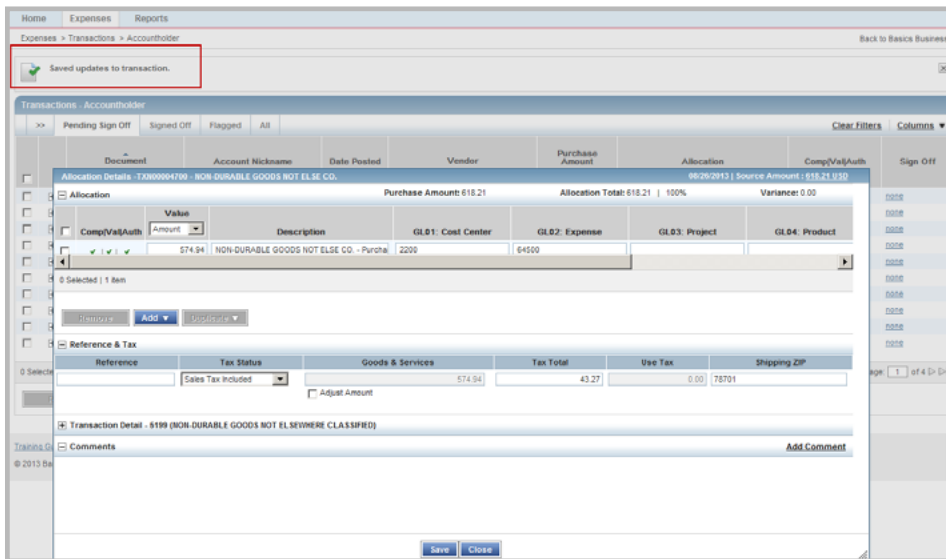 Home Expenses Reports
Expenses > Transactions > Accountholder Back to Basics Business
Saved updates to transaction.
Transactions - Accountholder
>> Pending Sign Off Signed Off Flagged All Clear Filters Columns
Document Account Nickname Date Posted Vendor Purchase Amount Allocation Comp|Val|Auth Sign Off
Allocation Details -TXN00004700 - NON-DURABLE GOODS NOT ELSE CO. 08/26/2013 | Source Amount : 618.21 USD
Allocation Purchase Amount: 618.21 Allocation Total: 618.21 | 100% Variance: 0.00
none
Comp|Val|Auth Value Amount Description GL01: Cost Center GL02: Expense GL03: Project GL04: Product
none
none
574.94 NON-DURABLE GOODS NOT ELSE CO. - Purcha 2200 64500
none
none
0 Selected | 1 item
none
none
Remove Add Duplicate
none
none
Reference & Tax
none
Reference Tax Status Goods & Services Tax Total Use Tax Shipping ZIP
0 Selecte age: 1 of 4
Sales Tax Included 574.94 43.27 0.00 78701
Adjust Amount
Transaction Detail - 5199 (NON-DURABLE GOODS NOT ELSEWHERE CLASSIFIED)
Training Gu
Comments Add Comment
© 2013 Ba
Save Close